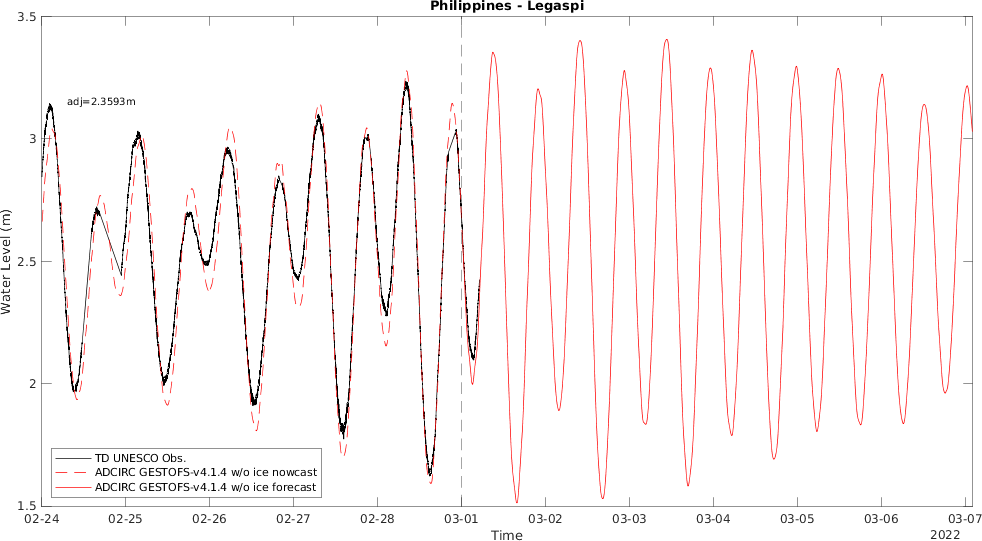 Philippines - Legaspi
3.5
adj=2.3593m
3
2.5
Water Level (m)
2
TD UNESCO Obs.
ADCIRC GESTOFS-v4.1.4 w/o ice nowcast
ADCIRC GESTOFS-v4.1.4 w/o ice forecast
1.5
02-24 02-25 02-26 02-27 02-28 03-01 03-02 03-03 03-04 03-05 03-06 03-07
Time
2022